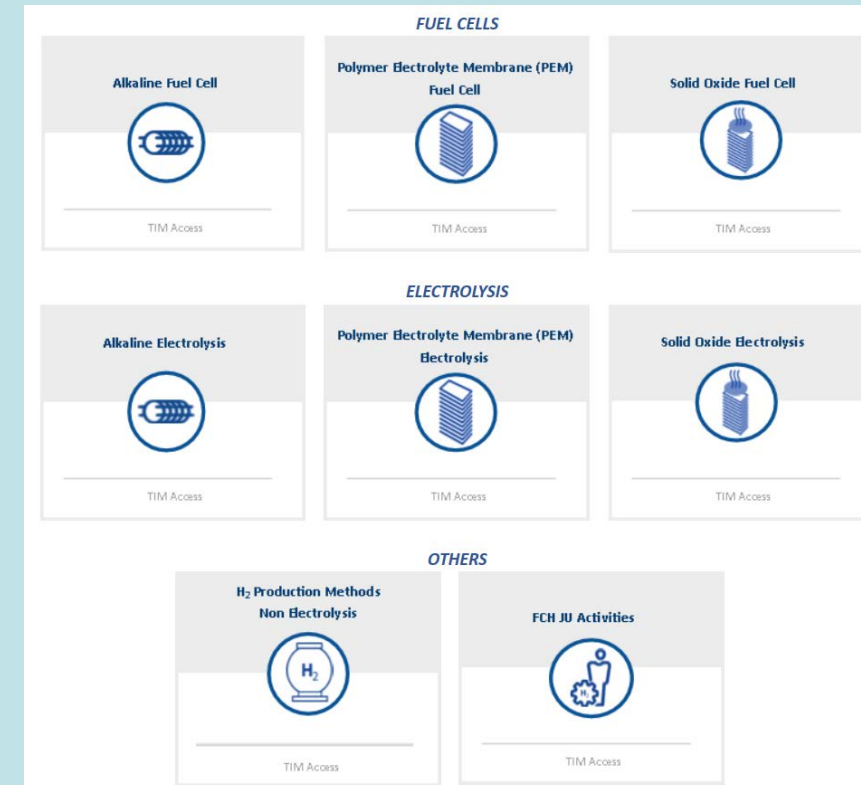 FUEL CELLS
Alkaline Fuel Cell
Polymer Electrolyte Membrane (PEM)
Fuel Cell
Solid Oxide Fuel Cell
TIM Access
TIM Access
TIM Access
ELECTROLYSIS
Alkaline Electrolysis
Polymer Electrolyte Membrane (PEM)
Electrolysis
Solid Oxide Electrolysis
TIM Access
TIM Access
TIM Access
OTHERS
H₂ Production Methods
Non Electrolysis
H₂
FCH JU Activities
H₂
TIM Access
TIM Access